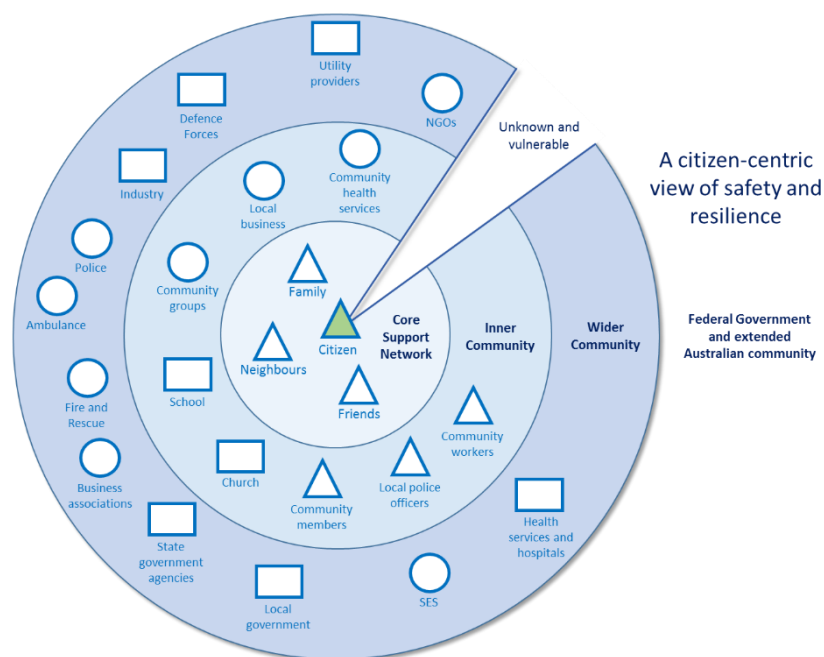 Utility
providers
Defence
Forces
NGOs
Unknown and
vulnerable
A citizen-centric
view of safety and
resilience
Industry
Community
health
services
Local
business
Police
Community
groups
Family
Ambulance
Citizen
Core
Support
Network
Inner
Community
Wider
Community
Federal Government
and extended
Australian community
Neighbours
Friends
School
Fire and
Rescue
Community
workers
Church
Local police
officers
Community
members
Business
associations
State
government
agencies
Health
services and
hospitals
Local
government
SES